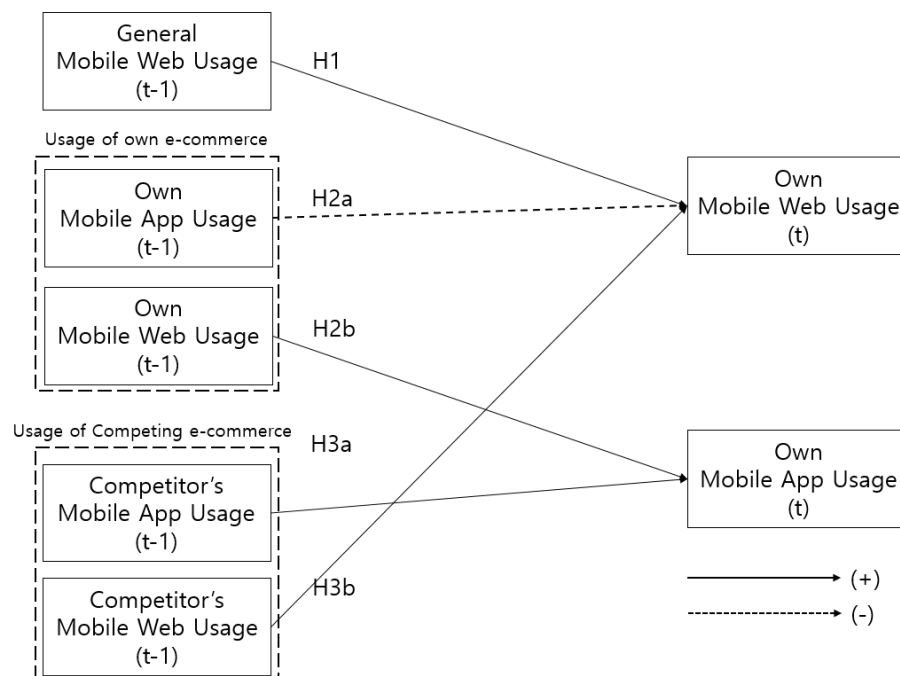 General
Mobile Web Usage
(t-1)
H1
Usage of own e-commerce
Own
Mobile App Usage
(t-1)
H2a
Own
Mobile Web Usage
(t)
Own
Mobile Web Usage
(t-1)
H2b
Usage of Competing e-commerce
H3a
Competitor's
Mobile App Usage
(t-1)
Own
Mobile App Usage
(t)
Competitor's
Mobile Web Usage
(t-1)
H3b
(+)
(-)